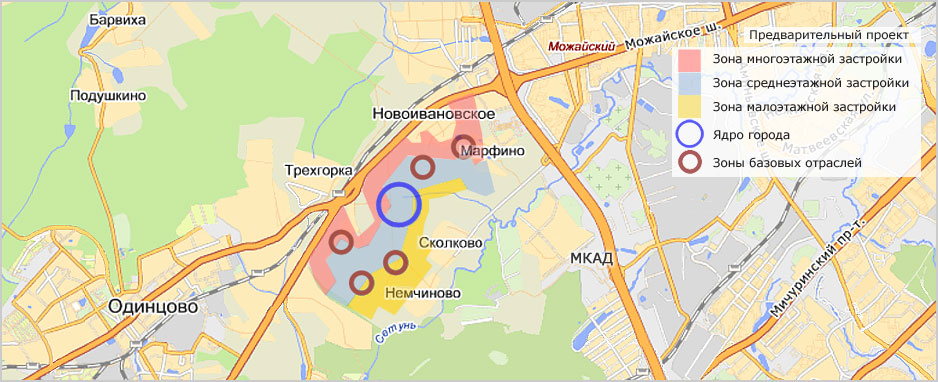 Барвиха
Подушкино
Новоивановское
Марфино
Трехгорка
Сколково
Немчиново
Одинцово
Сетунь
МКАД
Можайский
Можайское ш.
Мичуринский пр-т.
Матвеевская
Предварительный проект
Зона многоэтажной застройки
Зона среднеэтажной застройки
Зона малоэтажной застройки
Ядро города
Зоны базовых отраслей